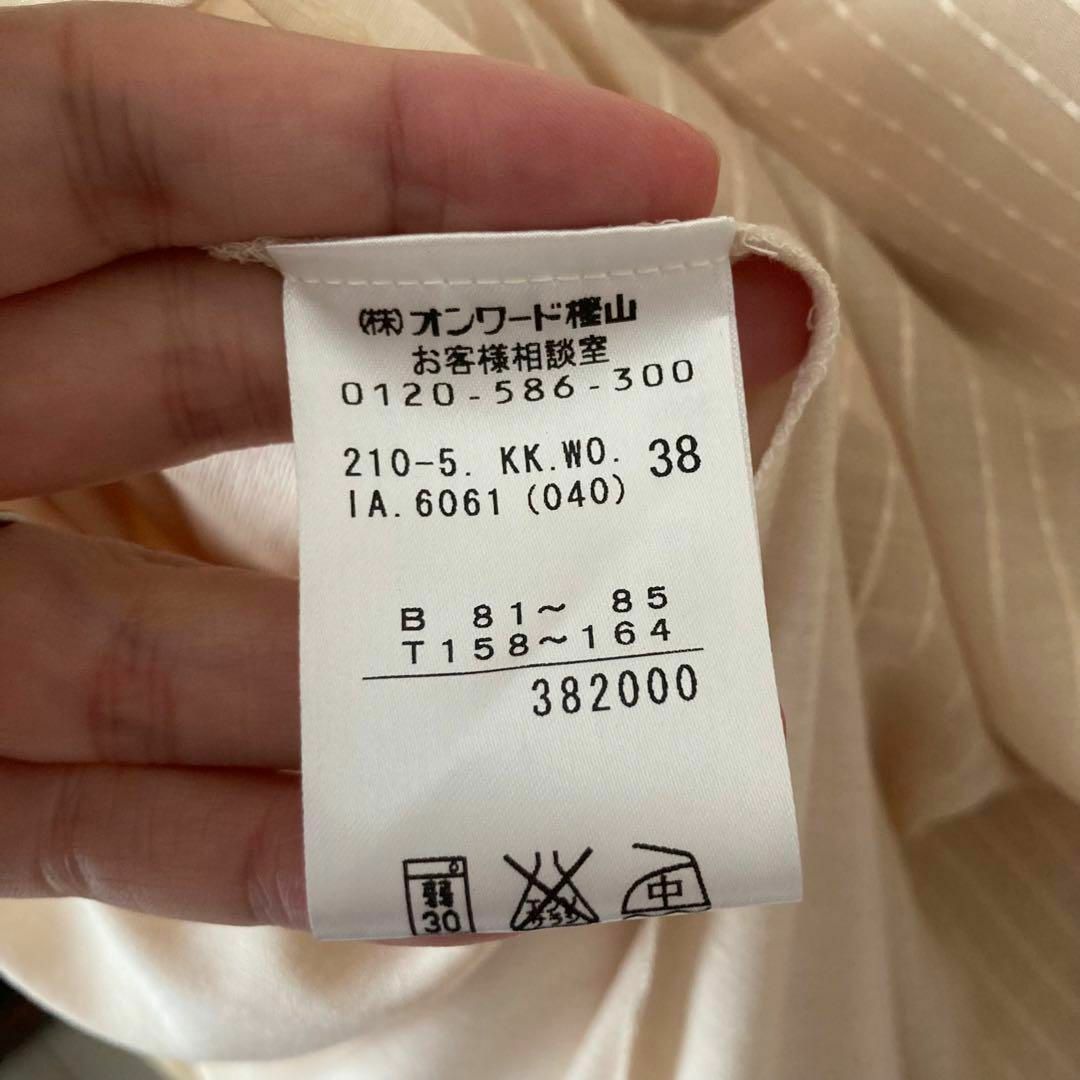 (株)オンワード樫山
お客様相談室
0120-586-300
210-5. KK.WO. 38
IA.6061 (040)
B 81~ 85
T158~164
382000
弱 中
30